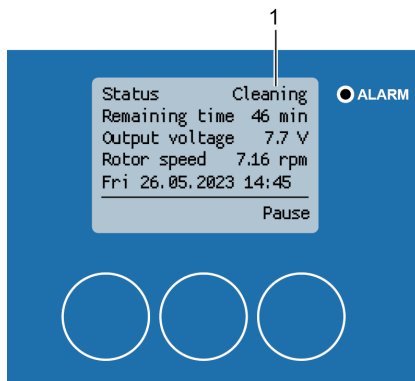 1
Status Cleaning
ALARM
Remaining time 46 min
Output voltage 7.7 V
Rotor speed 7.16 rpm
Fri 26.05.2023 14:45
Pause